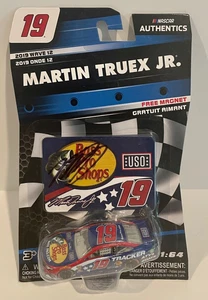 19
NASCAR
AUTHENTICS
2019 WAVE 12
2019 ONDE 12
MARTIN TRUEX JR.
FREE MAGNET
GRATUIT AIMANT
Bass Pro Shops
USO
19
19
TRACKER
1:64
AVERTISSEMENT: